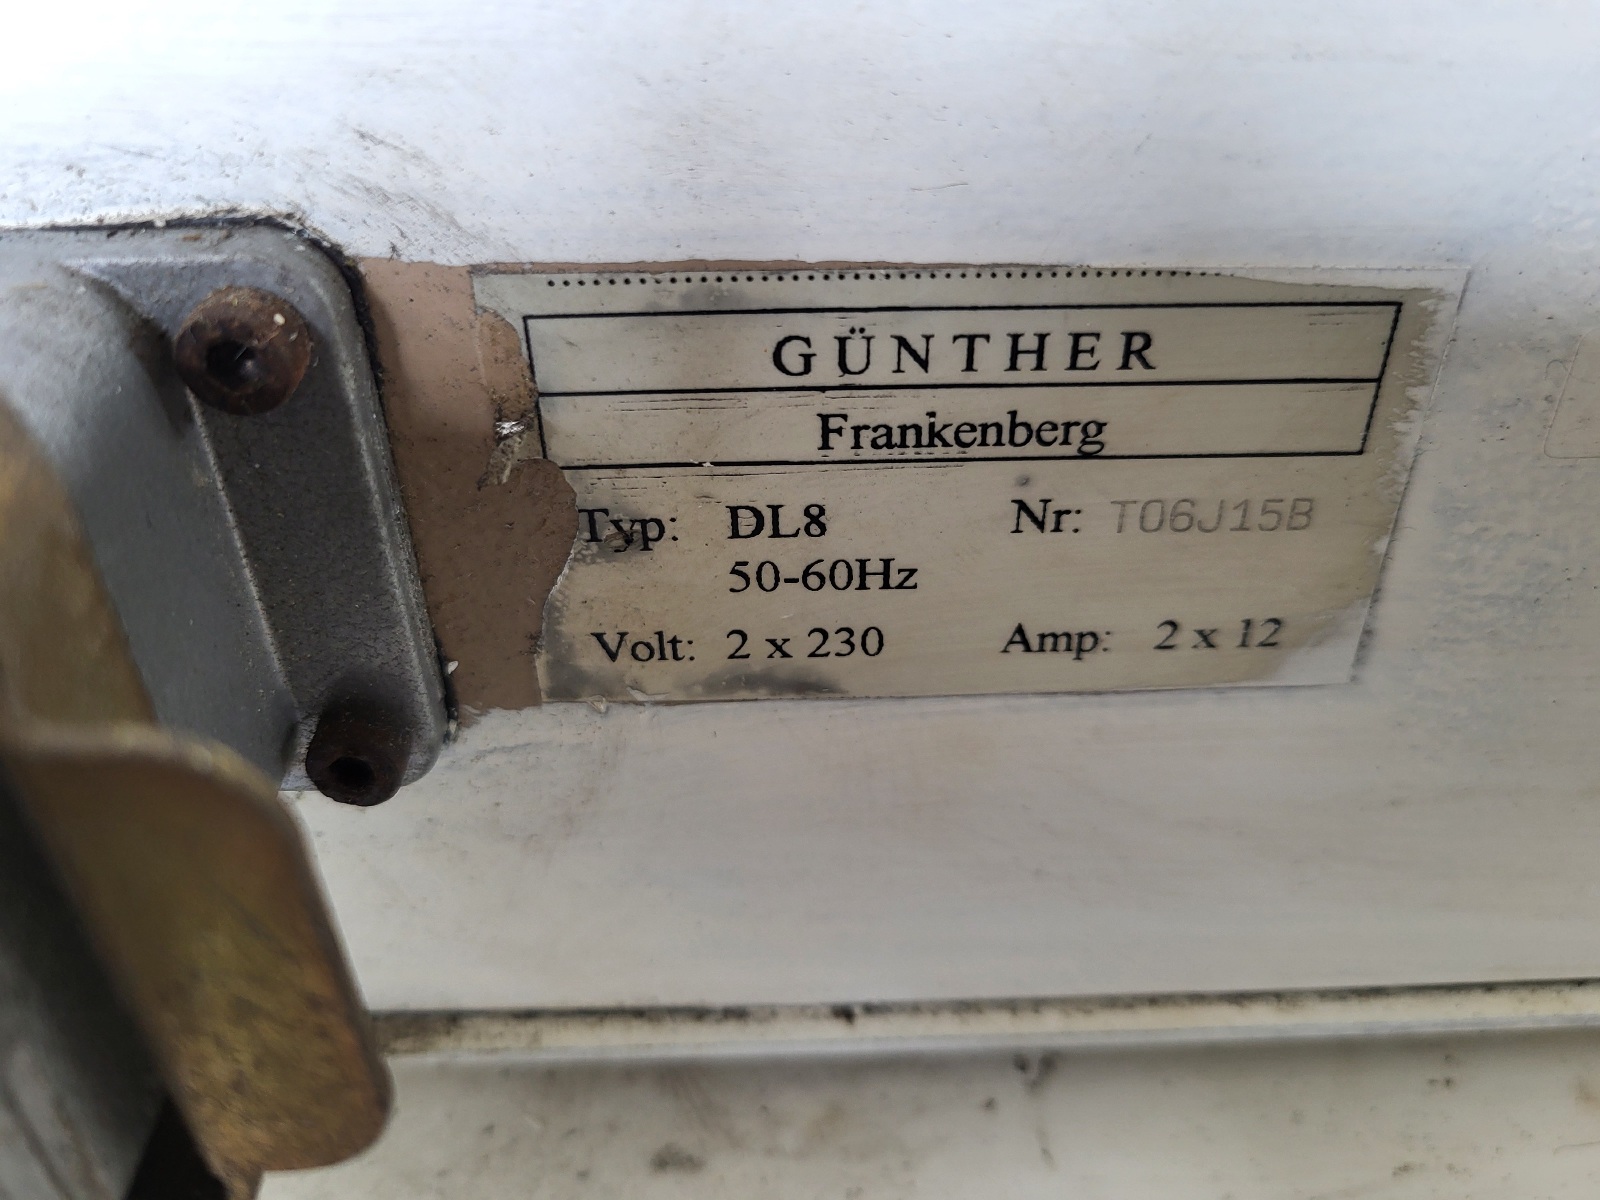 GÜNTHER
Frankenberg
Typ: DL8 Nr: T06J15B
50-60Hz
Volt: 2 x 230 Amp: 2 x 12